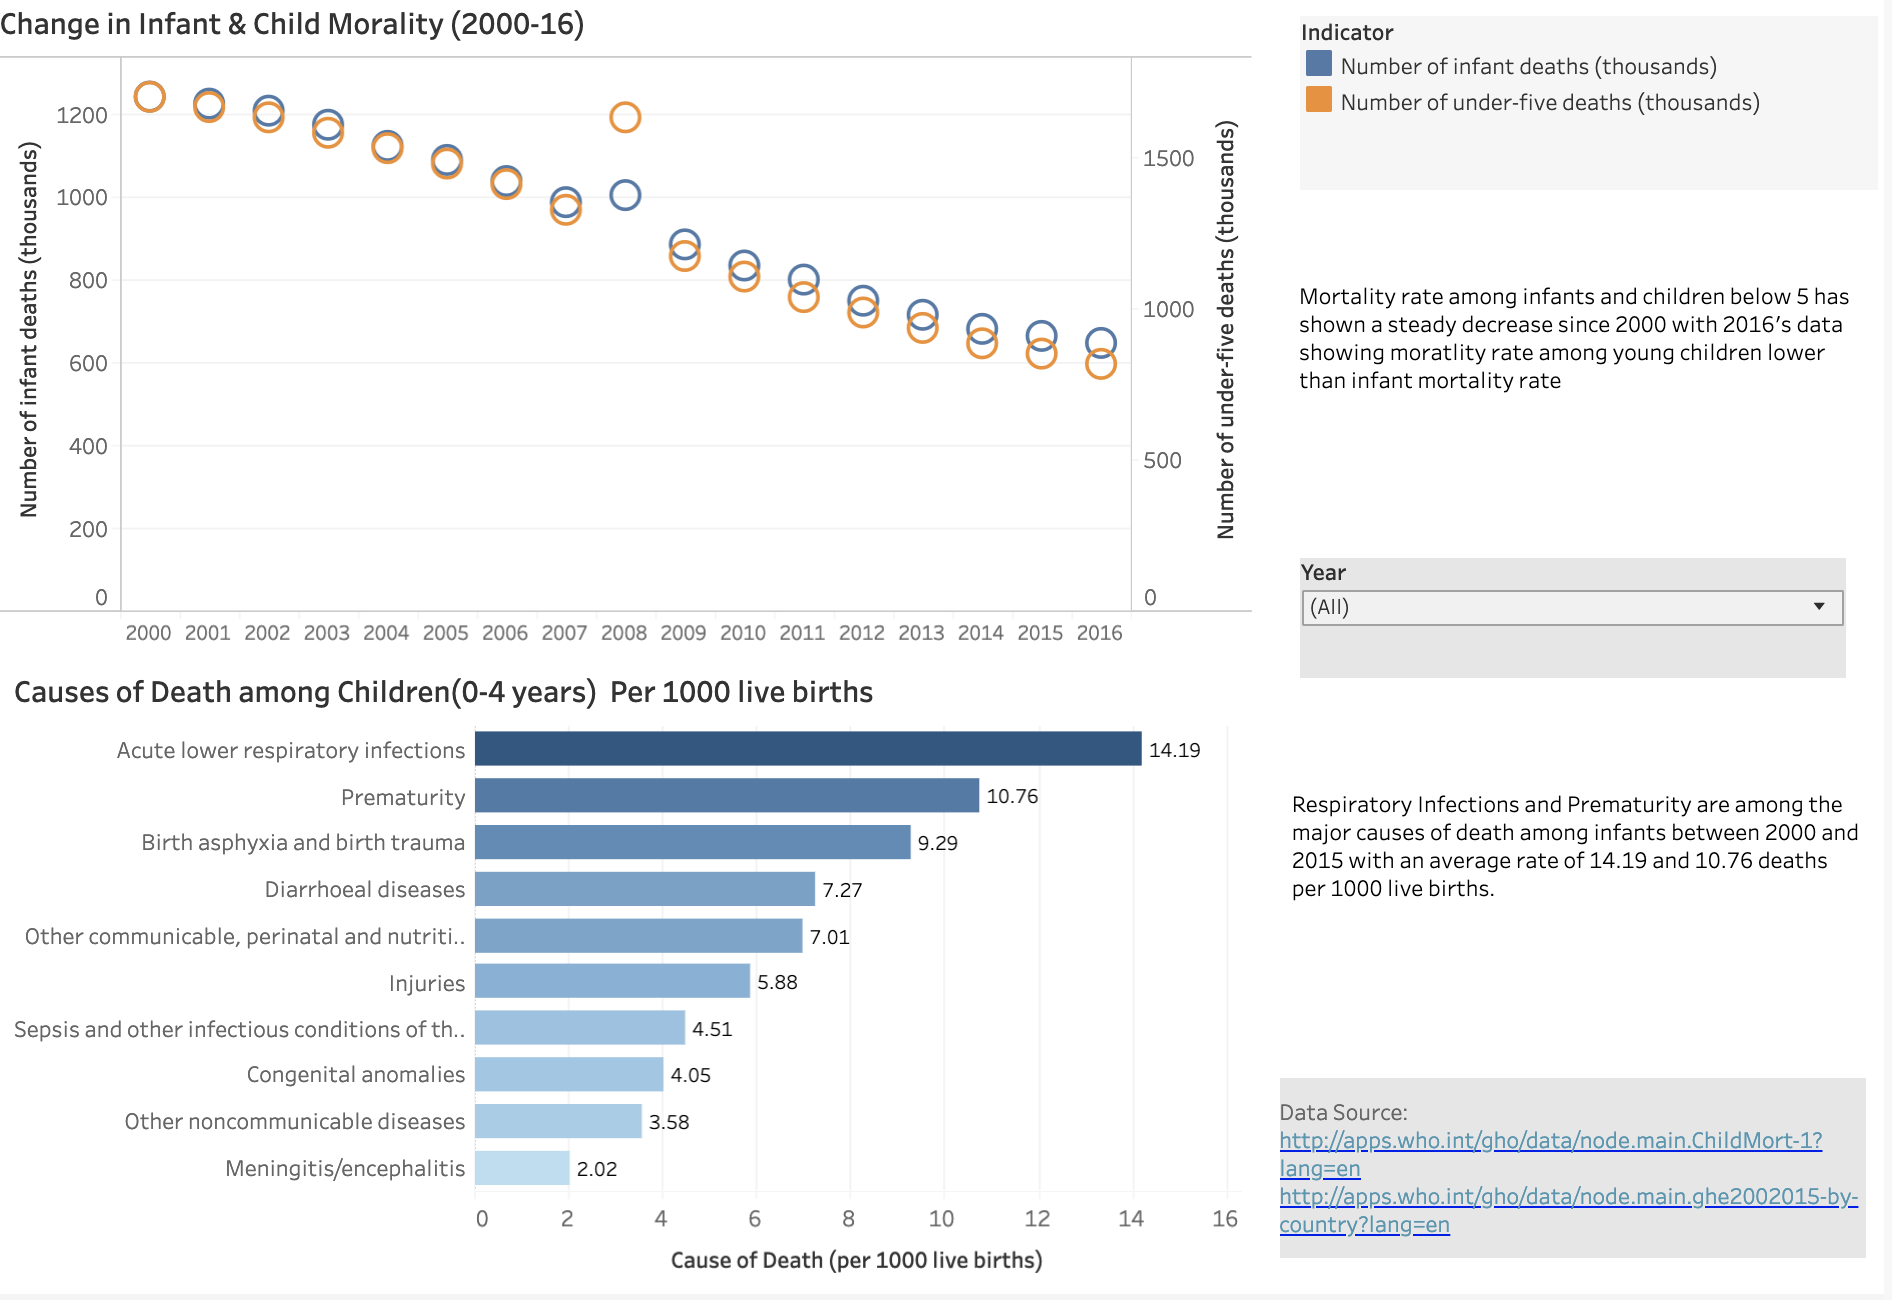 Change in Infant & Child Morality (2000-16)
Indicator
Number of infant deaths (thousands)
Number of under-five deaths (thousands)
Number of infant deaths (thousands)
1200
1000
800
600
400
200
0
Number of under-five deaths (thousands)
1500
1000
500
0
2000 2001 2002 2003 2004 2005 2006 2007 2008 2009 2010 2011 2012 2013 2014 2015 2016
Mortality rate among infants and children below 5 has
shown a steady decrease since 2000 with 2016's data
showing moratlity rate among young children lower
than infant mortality rate
Year
(All)
Causes of Death among Children(0-4 years) Per 1000 live births
Acute lower respiratory infections 14.19
Prematurity 10.76
Birth asphyxia and birth trauma 9.29
Diarrhoeal diseases 7.27
Other communicable, perinatal and nutriti.. 7.01
Injuries 5.88
Sepsis and other infectious conditions of th.. 4.51
Congenital anomalies 4.05
Other noncommunicable diseases 3.58
Meningitis/encephalitis 2.02
0 2 4 6 8 10 12 14 16
Cause of Death (per 1000 live births)
Respiratory Infections and Prematurity are among the
major causes of death among infants between 2000 and
2015 with an average rate of 14.19 and 10.76 deaths
per 1000 live births.
Data Source:
http://apps.who.int/gho/data/node.main.ChildMort-1?
lang=en
http://apps.who.int/gho/data/node.main.ghe2002015-by-
country?lang=en